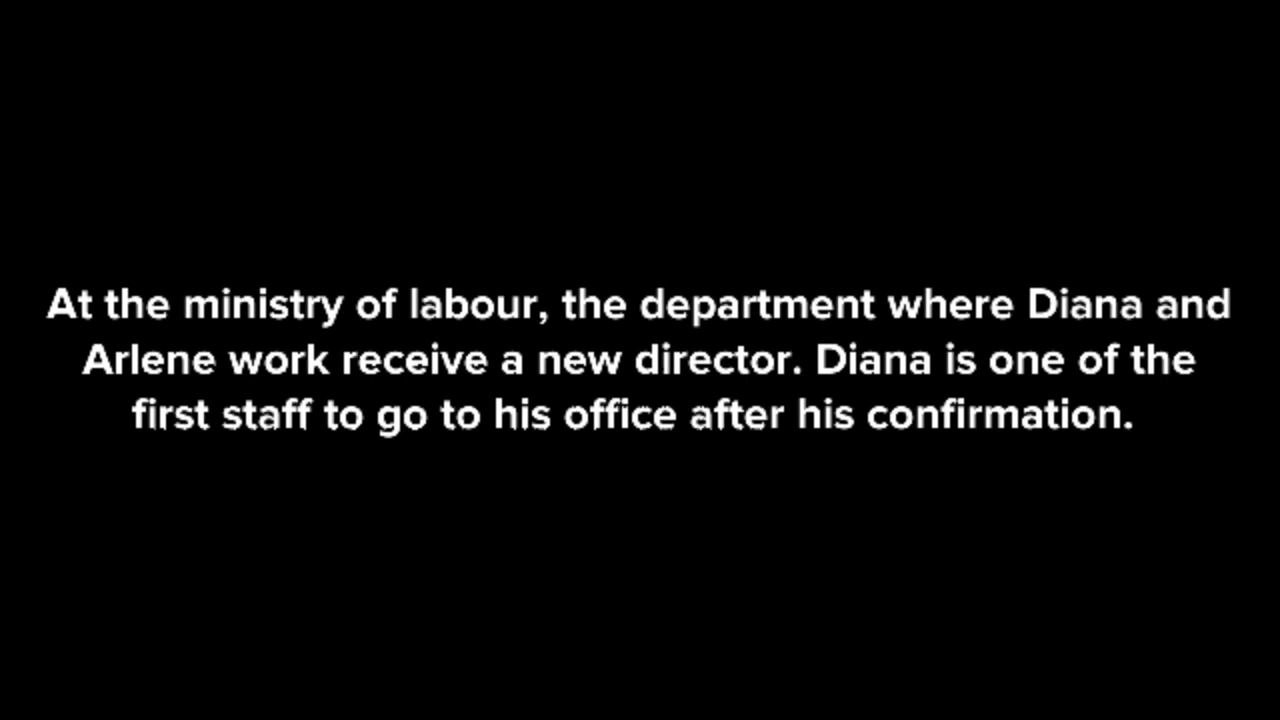 At the ministry of labour, the department where Diana and
Arlene work receive a new director. Diana is one of the
first staff to go to his office after his confirmation.